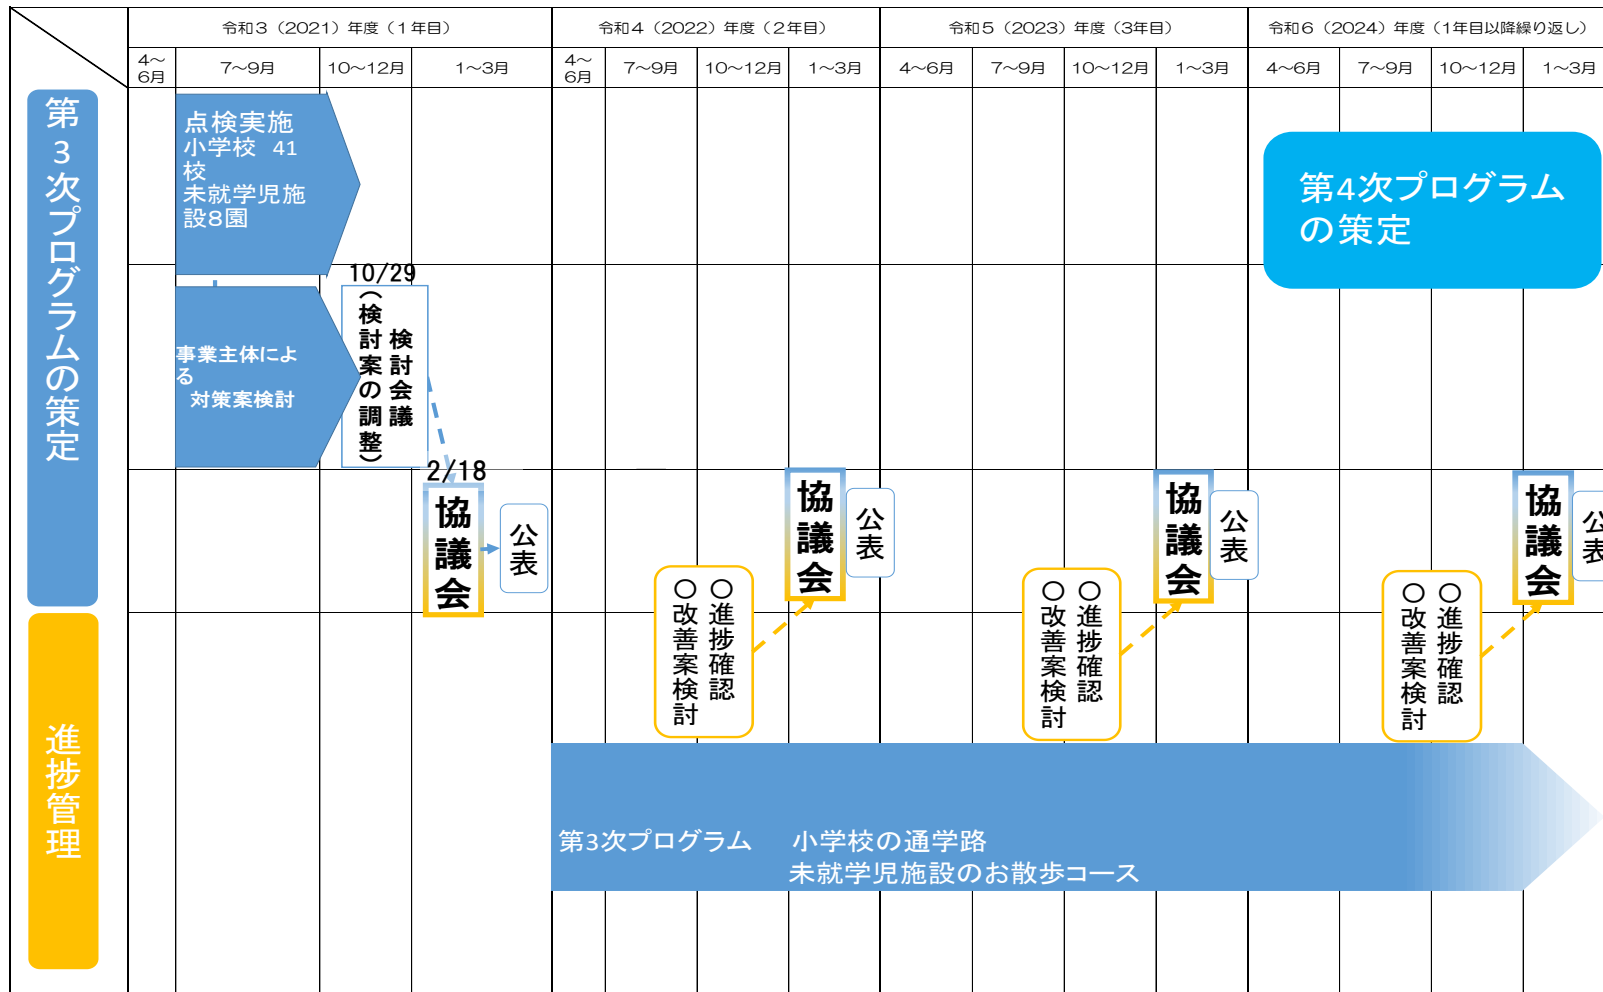 令和3（2021）年度（1年目）
令和4（2022）年度（2年目）
令和5（2023）年度（3年目）
令和6（2024）年度（1年目以降繰り返し）
4～
6月
7～9月
10～12月
1～3月
4～
6月
7～9月
10～12月
1～3月
4～6月
7～9月
10～12月
1～3月
4～6月
7～9月
10～12月
1～3月
第3次プログラムの策定
点検実施
小学校 41
校
未就学児施
設8園
第4次プログラム
の策定
事業主体によ
る
対策案検討
10/29
検討会議
（検討案の調整）
2/18
協議会
公表
協議会
公表
協議会
公表
協議会
公表
進捗管理
○進捗確認
○改善案検討
○進捗確認
○改善案検討
○進捗確認
○改善案検討
第3次プログラム 小学校の通学路
未就学児施設のお散歩コース